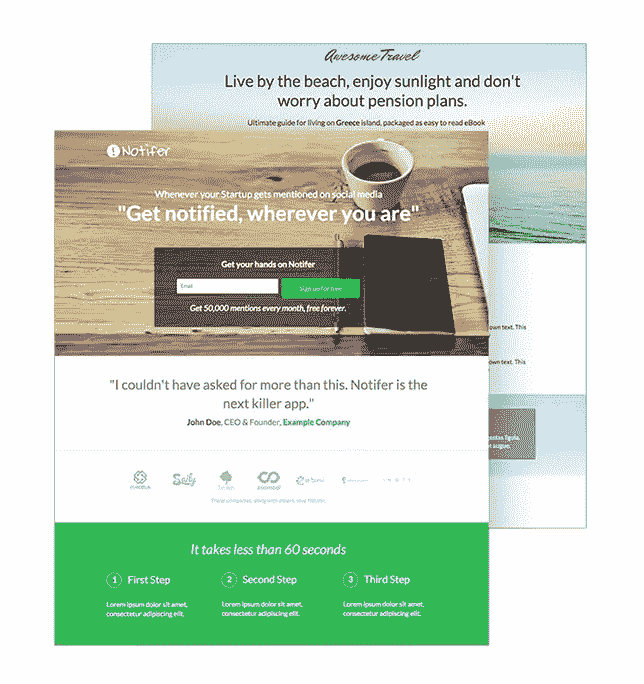 AwesomeTravel
Live by the beach, enjoy sunlight and don't
worry about pension plans.
Ultimate guide for living on Greece island, packaged as easy to read eBook
Notifer
Whenever your Startup gets mentioned on social media
"Get notified, wherever you are"
Get your hands on Notifer
Email
Sign up for free
Get 50,000 mentions every month, free forever.
own text. This
own text. This
"I couldn't have asked for more than this. Notifer is the
next killer app."
John Doe, CEO & Founder, Example Company
It takes less than 60 seconds
1 First Step
2 Second Step
3 Third Step
Lorem ipsum dolor sit amet,
consectetur adipiscing elit.
Lorem ipsum dolor sit amet,
consectetur adipiscing elit.
Lorem ipsum dolor sit amet,
consectetur adipiscing elit.